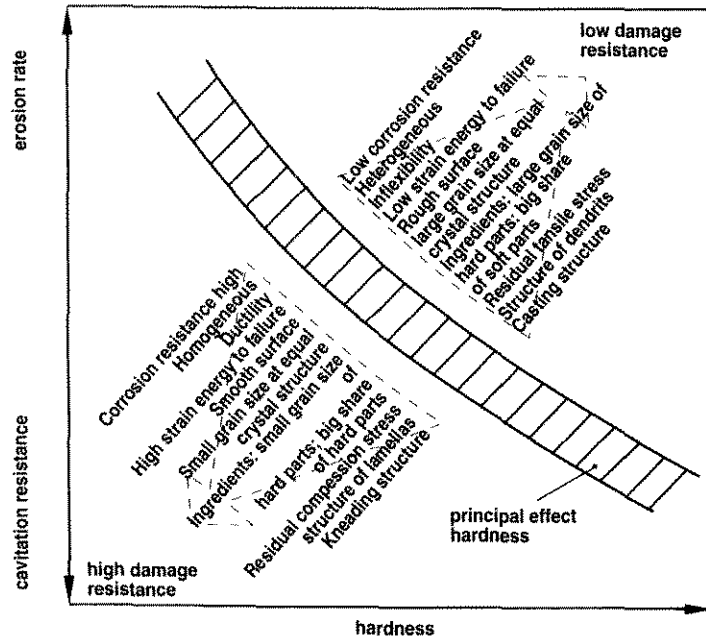 low damage
resistance
erosion rate
Low corrosion resistance
Heterogeneous
Inflexibility
Low strain energy to failure
Rough surface
large grain size at equal
crystal structure
Ingredients: large grain size of
hard parts: big share
of soft parts
Residual tansile stress
Structure of dendrits
Casting structure
Corrosion resistance high
Homogeneous
Ductility
High strain energy to failure
Smooth surface
Small grain size at equal
crystal structure
Ingredients: small grain size of
hard parts: big share
of hard parts
Residual compession stress
structure of lamellas
Kneading structure
principal effect
hardness
cavitation resistance
high damage
resistance
hardness